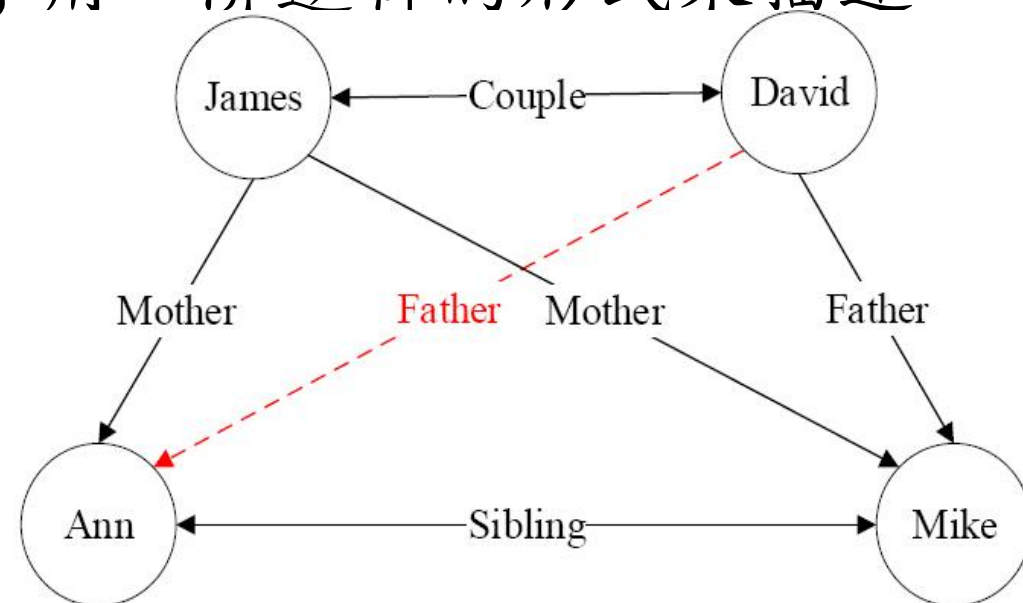 James
Couple
David
Mother
Father
Mother
Father
Ann
Sibling
Mike